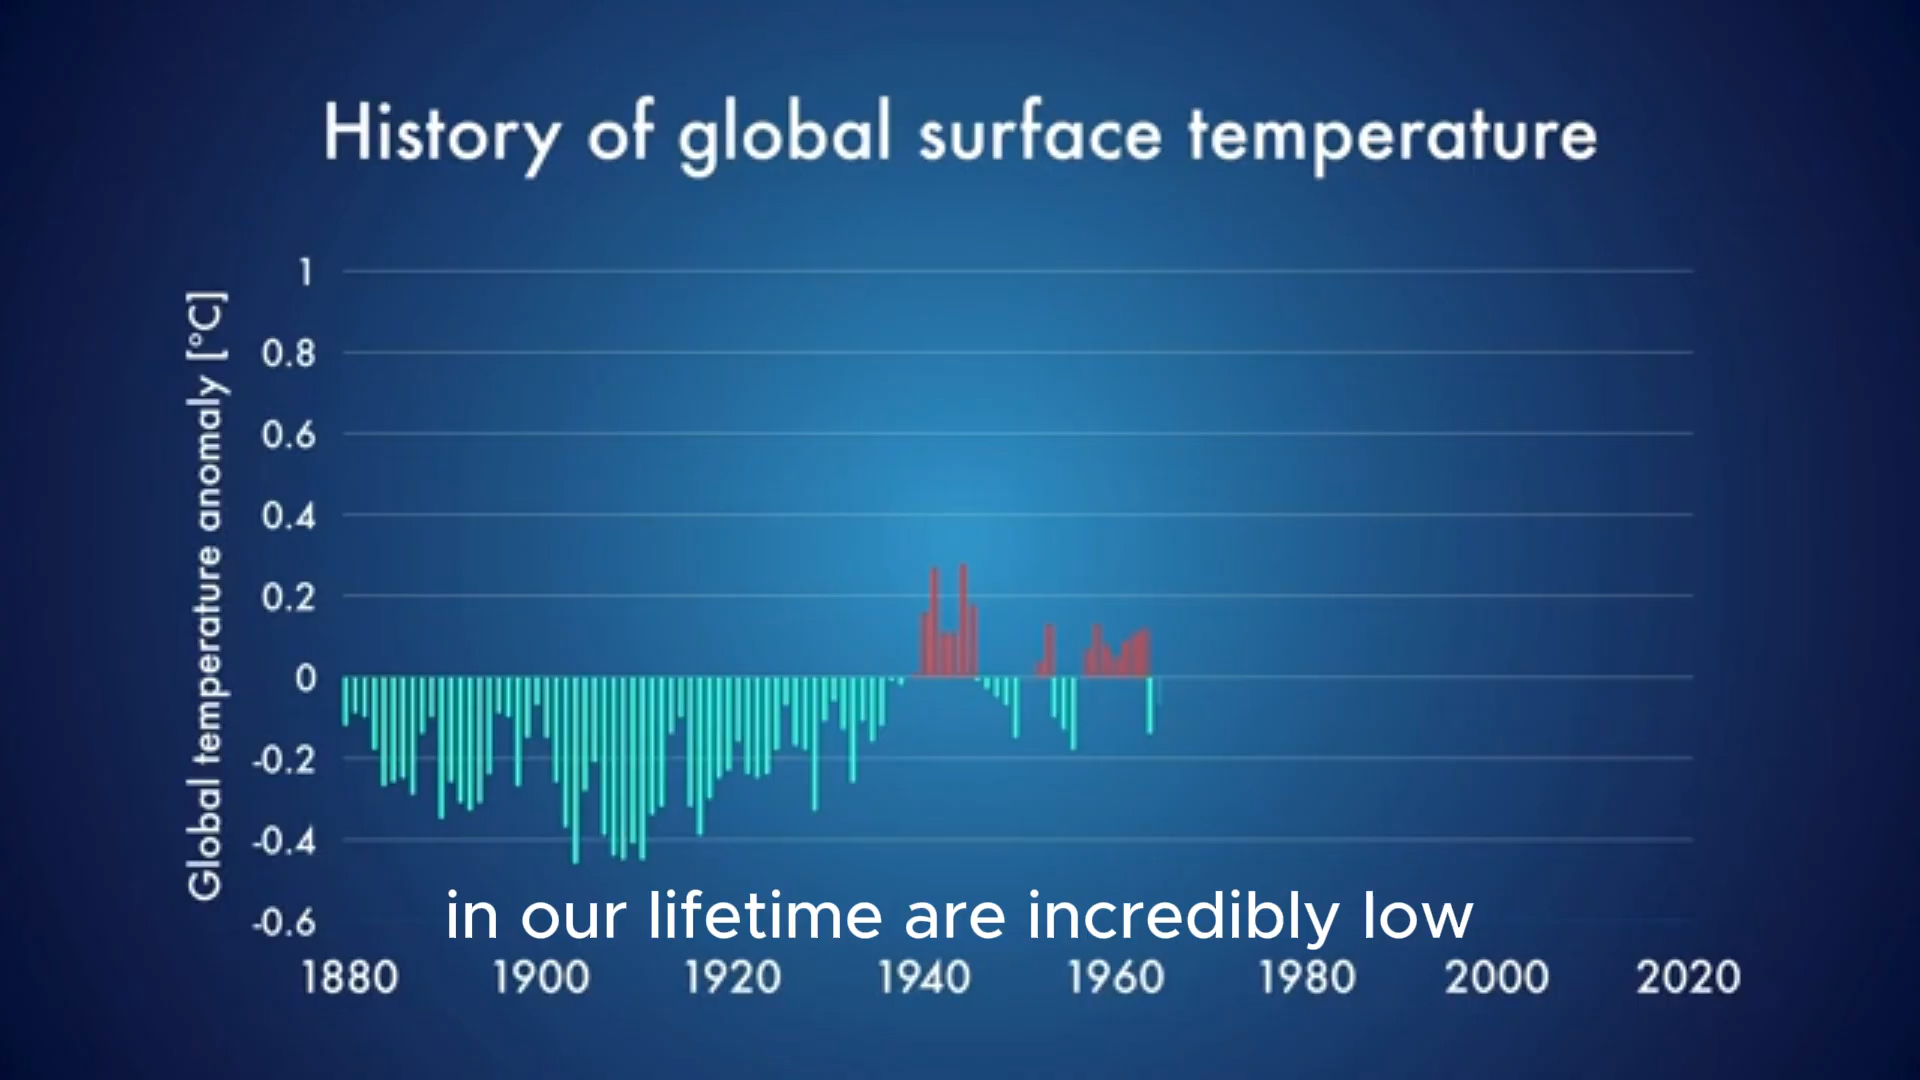 History of global surface temperature
Global temperature anomaly [°C]
1
0.8
0.6
0.4
0.2
0
-0.2
-0.4
-0.6
in our lifetime are incredibly low
1880 1900 1920 1940 1960 1980 2000 2020